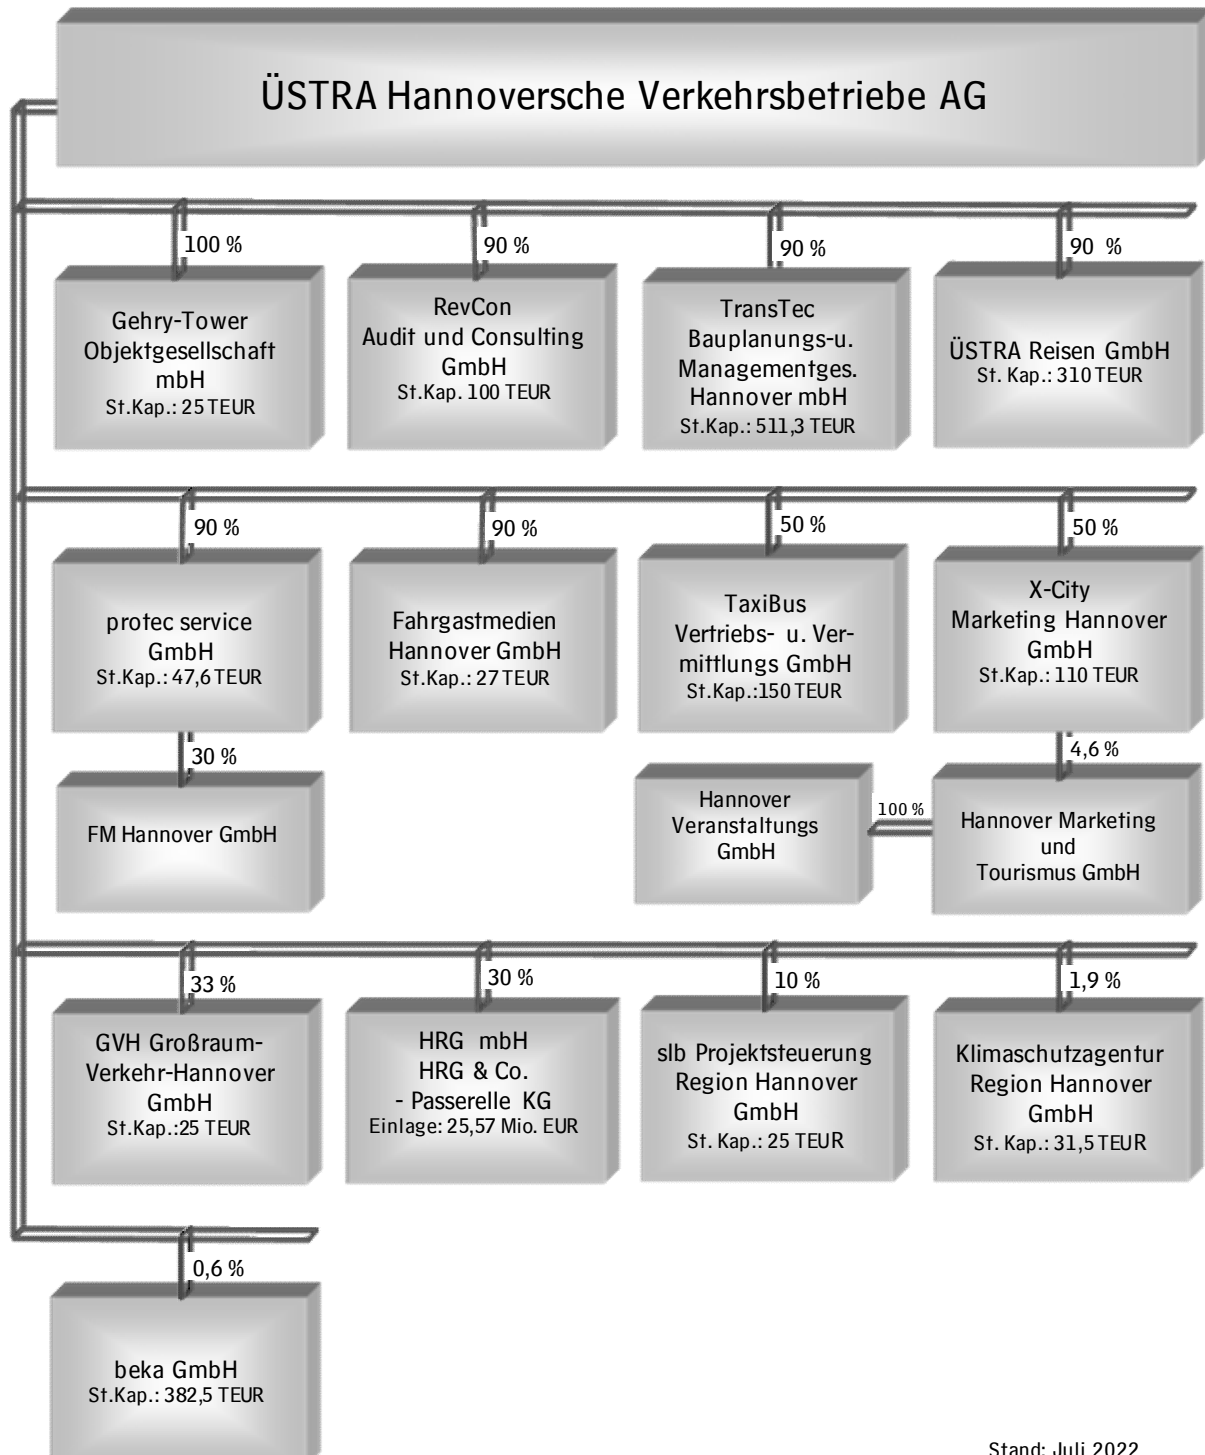 ÜSTRA Hannoversche Verkehrsbetriebe AG
100 %
90 %
90 %
90 %
Gehry-Tower
Objektgesellschaft
mbH
St.Kap.: 25 TEUR
RevCon
Audit und Consulting
GmbH
St.Kap. 100 TEUR
TransTec
Bauplanungs-u.
Managementges.
Hannover mbH
St.Kap.: 511,3 TEUR
ÜSTRA Reisen GmbH
St. Kap.: 310 TEUR
90 %
90 %
50 %
50 %
protec service
GmbH
St.Kap.: 47,6 TEUR
Fahrgastmedien
Hannover GmbH
St.Kap.: 27 TEUR
TaxiBus
Vertriebs- u. Ver-
mittlungs GmbH
St.Kap.:150 TEUR
X-City
Marketing Hannover
GmbH
St.Kap.: 110 TEUR
30 %
4,6 %
FM Hannover GmbH
Hannover
Veranstaltungs
GmbH
100 %
Hannover Marketing
und
Tourismus GmbH
33 %
30 %
10 %
1,9 %
GVH Großraum-
Verkehr-Hannover
GmbH
St.Kap.:25 TEUR
HRG mbH
HRG & Co.
- Passerelle KG
Einlage: 25,57 Mio. EUR
slb Projektsteuerung
Region Hannover
GmbH
St. Kap.: 25 TEUR
Klimaschutzagentur
Region Hannover
GmbH
St. Kap.: 31,5 TEUR
0,6 %
beka GmbH
St.Kap.: 382,5 TEUR
Stand: Juli 2022